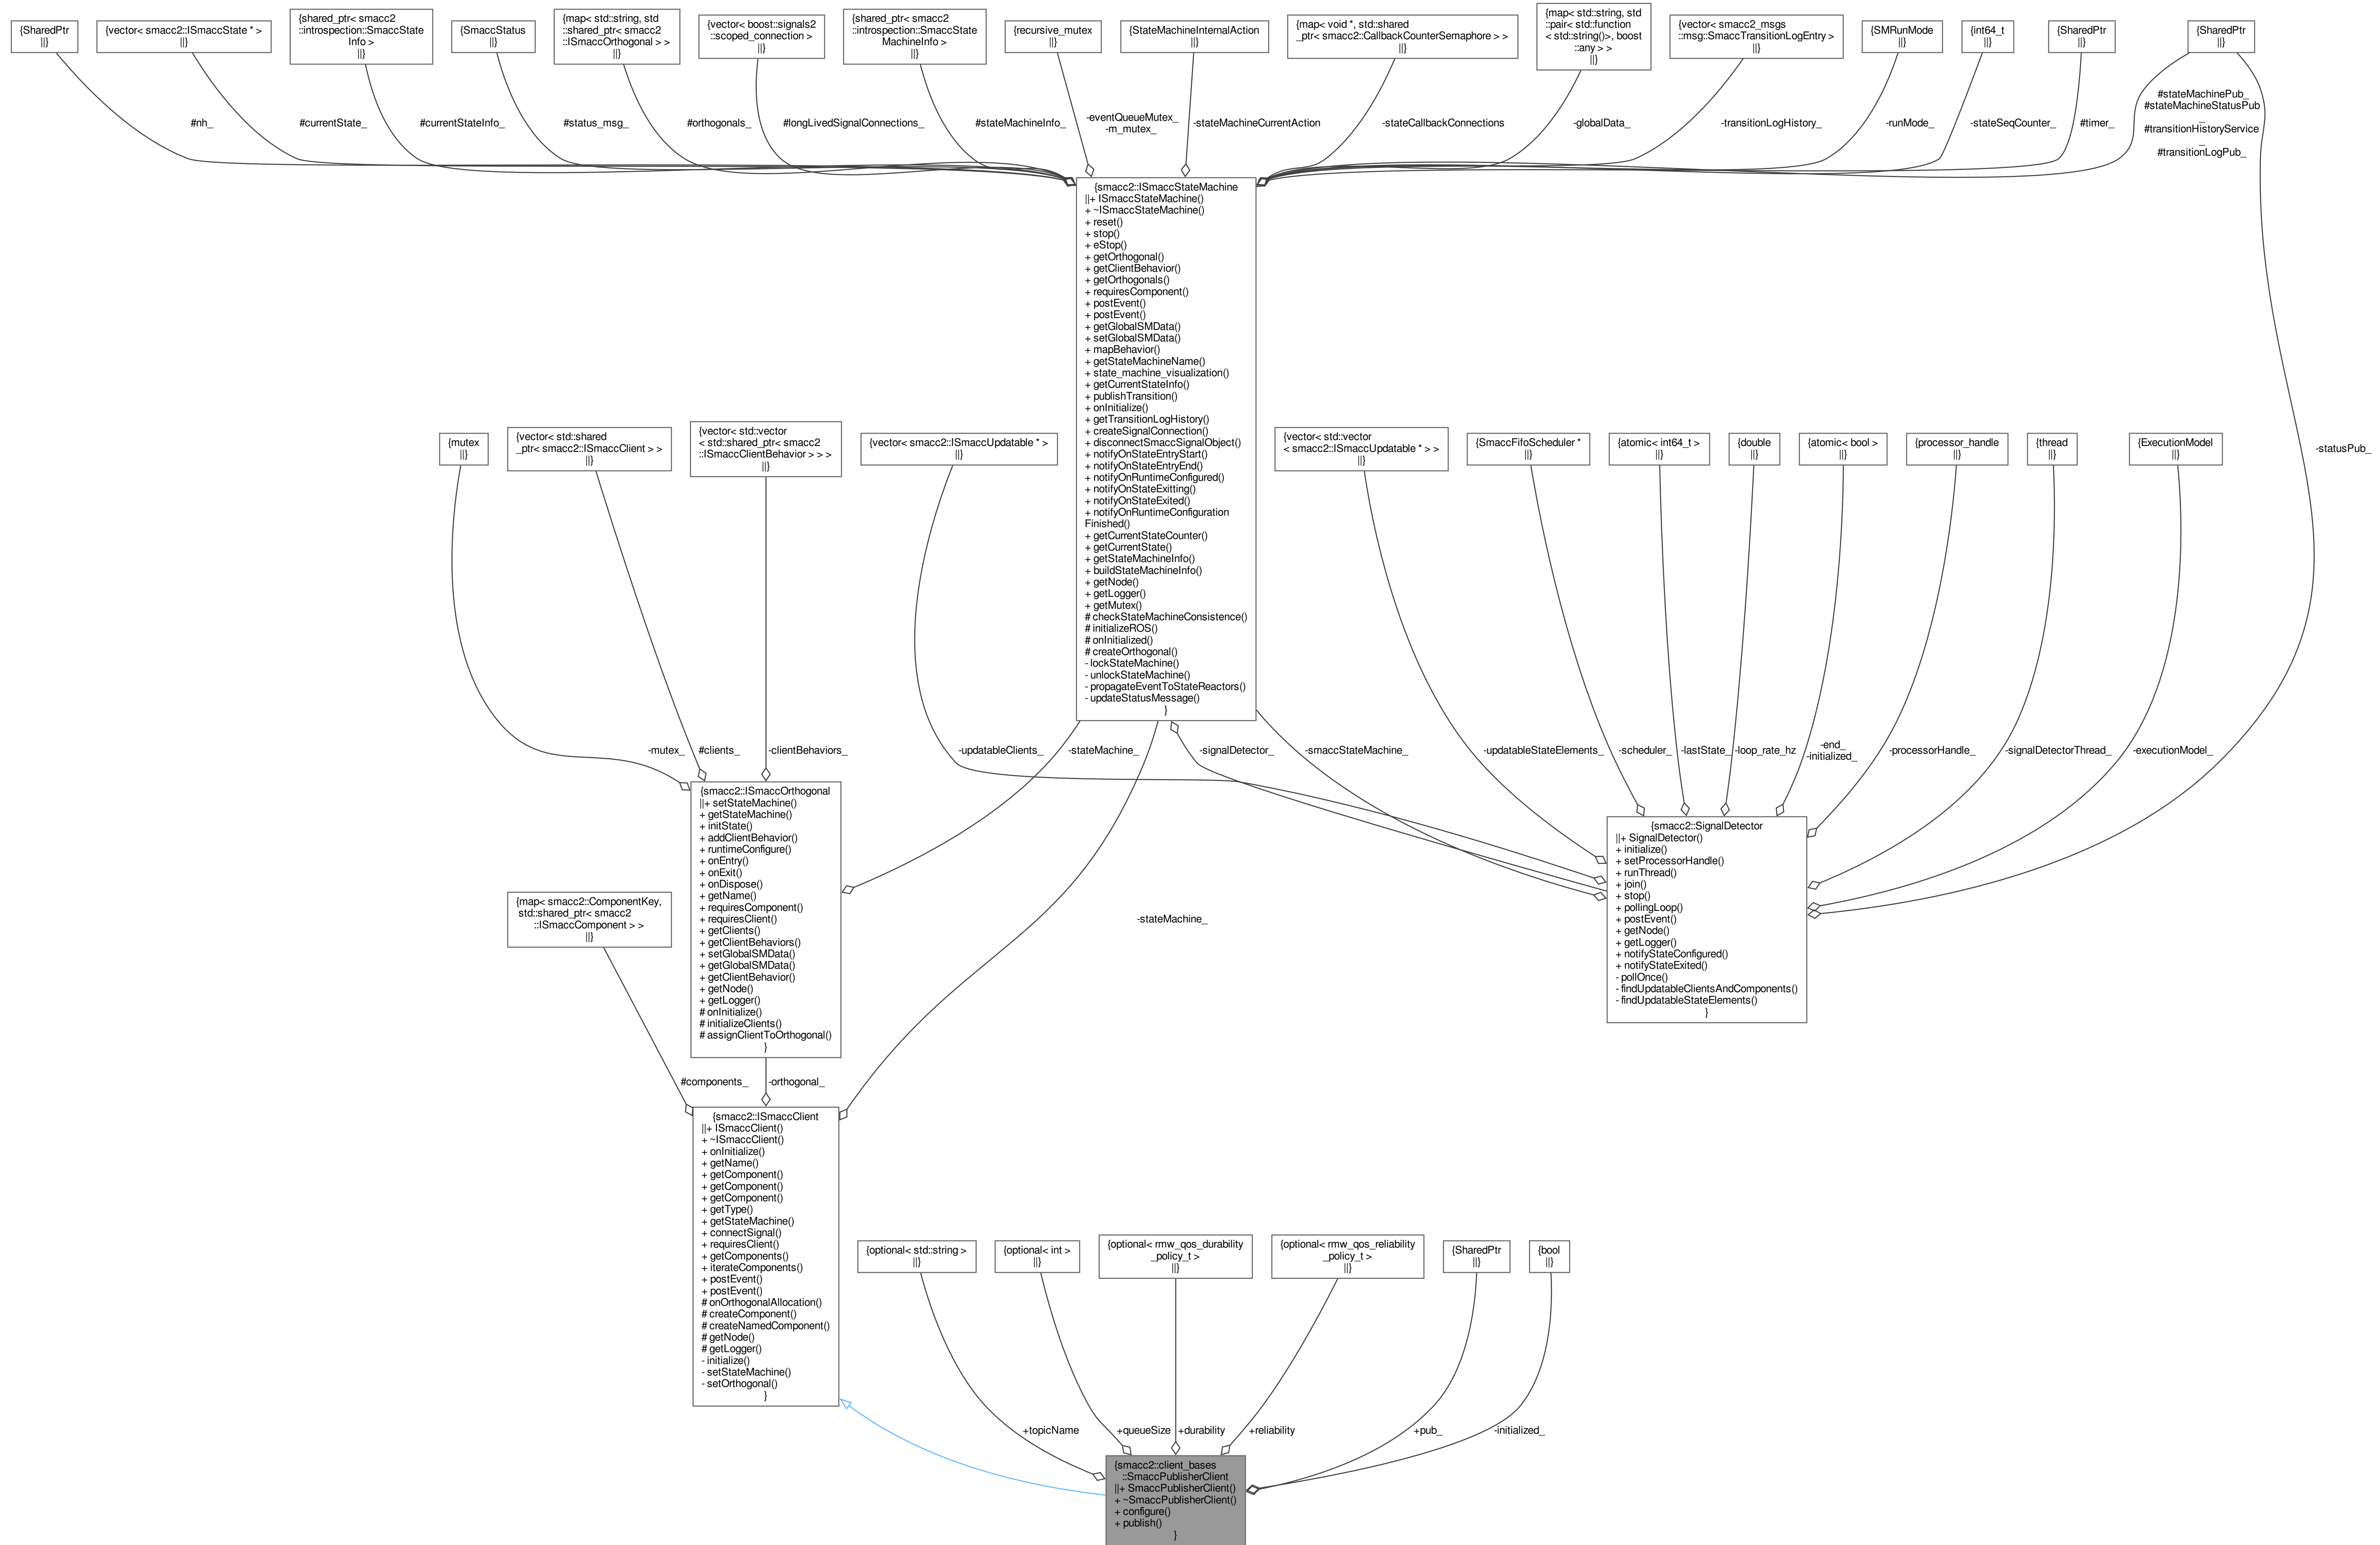 {SharedPtr
||}
{vector< smacc2::ISmaccState * >
||}
{shared_ptr< smacc2
::introspection::SmaccState
Info >
||}
{SmaccStatus
||}
{map< std::string, std
::shared_ptr< smacc2
::ISmaccOrthogonal > >
||}
{vector< boost::signals2
::scoped_connection >
||}
{shared_ptr< smacc2
::introspection::SmaccState
MachineInfo >
||}
{recursive_mutex
||}
{StateMachineInternalAction
||}
{map< void *, std::shared
_ptr< smacc2::CallbackCounterSemaphore > >
||}
{map< std::string, std
::pair< std::function
< std::string()>, boost
::any > >
||}
{vector< smacc2_msgs
::msg::SmaccTransitionLogEntry >
||}
{SMRunMode
||}
{int64_t
||}
{SharedPtr
||}
{SharedPtr
||}
#nh_
#currentState_
#currentStateInfo_
#status_msg_
#orthogonals_
#longLivedSignalConnections_
#stateMachineInfo_
-eventQueueMutex_
-m_mutex_
-stateMachineCurrentAction
-stateCallbackConnections
-globalData_
-transitionLogHistory_
-runMode_
-stateSeqCounter_
#timer_
#stateMachinePub_
#stateMachineStatusPub
_
#transitionHistoryService
_
#transitionLogPub_
{smacc2::ISmaccStateMachine
||+ ISmaccStateMachine()
+ ~ISmaccStateMachine()
+ reset()
+ stop()
+ eStop()
+ getOrthogonal()
+ getClientBehavior()
+ getOrthogonals()
+ requiresComponent()
+ postEvent()
+ postEvent()
+ getGlobalSMData()
+ setGlobalSMData()
+ mapBehavior()
+ getStateMachineName()
+ state_machine_visualization()
+ getCurrentStateInfo()
+ publishTransition()
+ onInitialize()
+ getTransitionLogHistory()
+ createSignalConnection()
+ disconnectSmaccSignalObject()
+ notifyOnStateEntryStart()
+ notifyOnStateEntryEnd()
+ notifyOnRuntimeConfigured()
+ notifyOnStateExitting()
+ notifyOnStateExited()
+ notifyOnRuntimeConfiguration
Finished()
+ getCurrentStateCounter()
+ getCurrentState()
+ getStateMachineInfo()
+ buildStateMachineInfo()
+ getNode()
+ getLogger()
+ getMutex()
# checkStateMachineConsistence()
# initializeROS()
# onInitialized()
# createOrthogonal()
- lockStateMachine()
- unlockStateMachine()
- propagateEventToStateReactors()
- updateStatusMessage()
}
{mutex
||}
{vector< std::shared
_ptr< smacc2::ISmaccClient > >
||}
{vector< std::vector
< std::shared_ptr< smacc2
::ISmaccClientBehavior > > >
||}
{vector< smacc2::ISmaccUpdatable * >
||}
{vector< std::vector
< smacc2::ISmaccUpdatable * > >
||}
{SmaccFifoScheduler *
||}
{atomic< int64_t >
||}
{double
||}
{atomic< bool >
||}
{processor_handle
||}
{thread
||}
{ExecutionModel
||}
-statusPub_
-mutex_
#clients_
-clientBehaviors_
-updatableClients_
-stateMachine_
-signalDetector_
-smaccStateMachine_
-updatableStateElements_
-scheduler_
-lastState_
-loop_rate_hz
-end_
-initialized_
-processorHandle_
-signalDetectorThread_
-executionModel_
{smacc2::ISmaccOrthogonal
||+ setStateMachine()
+ getStateMachine()
+ initState()
+ addClientBehavior()
+ runtimeConfigure()
+ onEntry()
+ onExit()
+ onDispose()
+ getName()
+ requiresComponent()
+ requiresClient()
+ getClients()
+ getClientBehaviors()
+ setGlobalSMData()
+ getGlobalSMData()
+ getClientBehavior()
+ getNode()
+ getLogger()
# onInitialize()
# initializeClients()
# assignClientToOrthogonal()
}
{smacc2::SignalDetector
||+ SignalDetector()
+ initialize()
+ setProcessorHandle()
+ runThread()
+ join()
+ stop()
+ pollingLoop()
+ postEvent()
+ getNode()
+ getLogger()
+ notifyStateConfigured()
+ notifyStateExited()
- pollOnce()
- findUpdatableClientsAndComponents()
- findUpdatableStateElements()
}
{map< smacc2::ComponentKey,
std::shared_ptr< smacc2
::ISmaccComponent > >
||}
-stateMachine_
#components_
-orthogonal_
{smacc2::ISmaccClient
||+ ISmaccClient()
+ ~ISmaccClient()
+ onInitialize()
+ getName()
+ getComponent()
+ getComponent()
+ getComponent()
+ getType()
+ getStateMachine()
+ connectSignal()
+ requiresClient()
+ getComponents()
+ iterateComponents()
+ postEvent()
+ postEvent()
# onOrthogonalAllocation()
# createComponent()
# createNamedComponent()
# getNode()
# getLogger()
- initialize()
- setStateMachine()
- setOrthogonal()
}
{optional< std::string >
||}
{optional< int >
||}
{optional< rmw_qos_durability
_policy_t >
||}
{optional< rmw_qos_reliability
_policy_t >
||}
{SharedPtr
||}
{bool
||}
+topicName
+queueSize
+durability
+reliability
+pub_
-initialized_
{smacc2::client_bases
::SmaccPublisherClient
||+ SmaccPublisherClient()
+ ~SmaccPublisherClient()
+ configure()
+ publish()
}